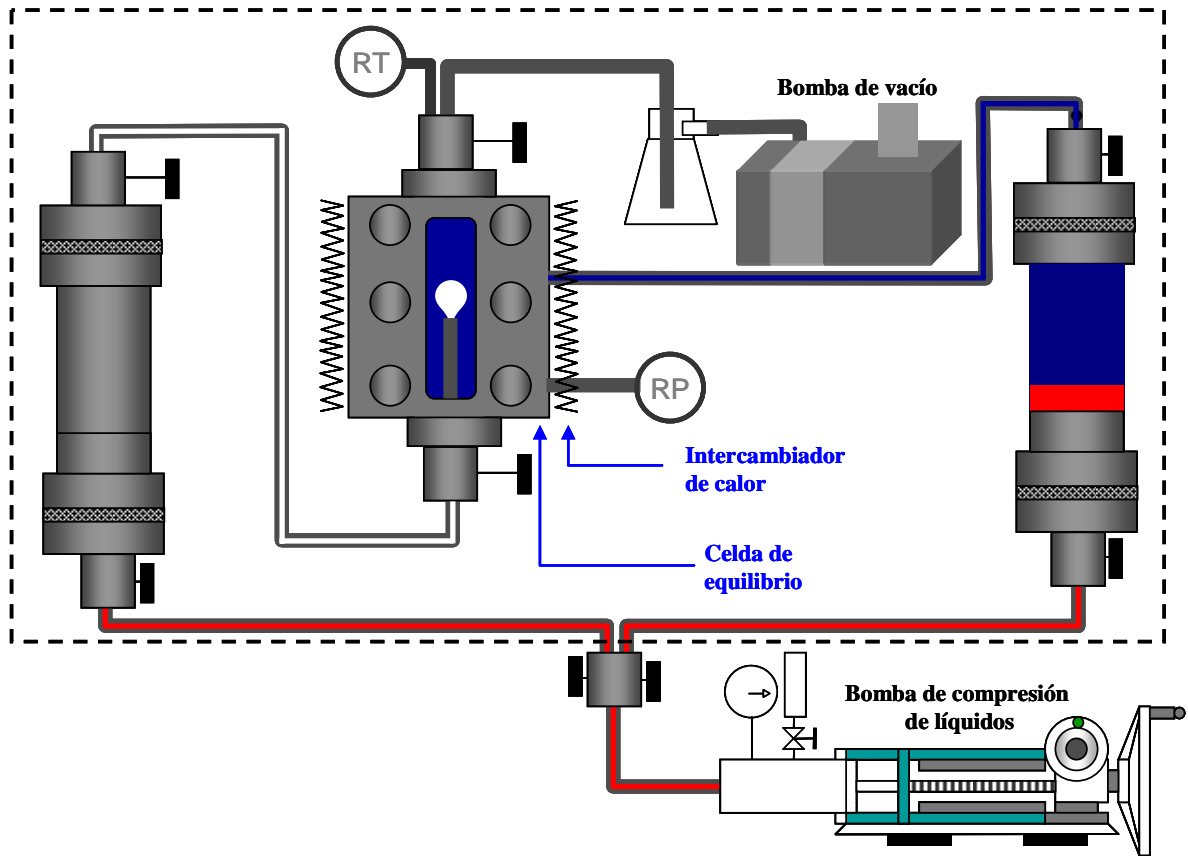 RT
Bomba de vacío
RP
Intercambiador
de calor
Celda de
equilibrio
Bomba de compresión
de líquidos